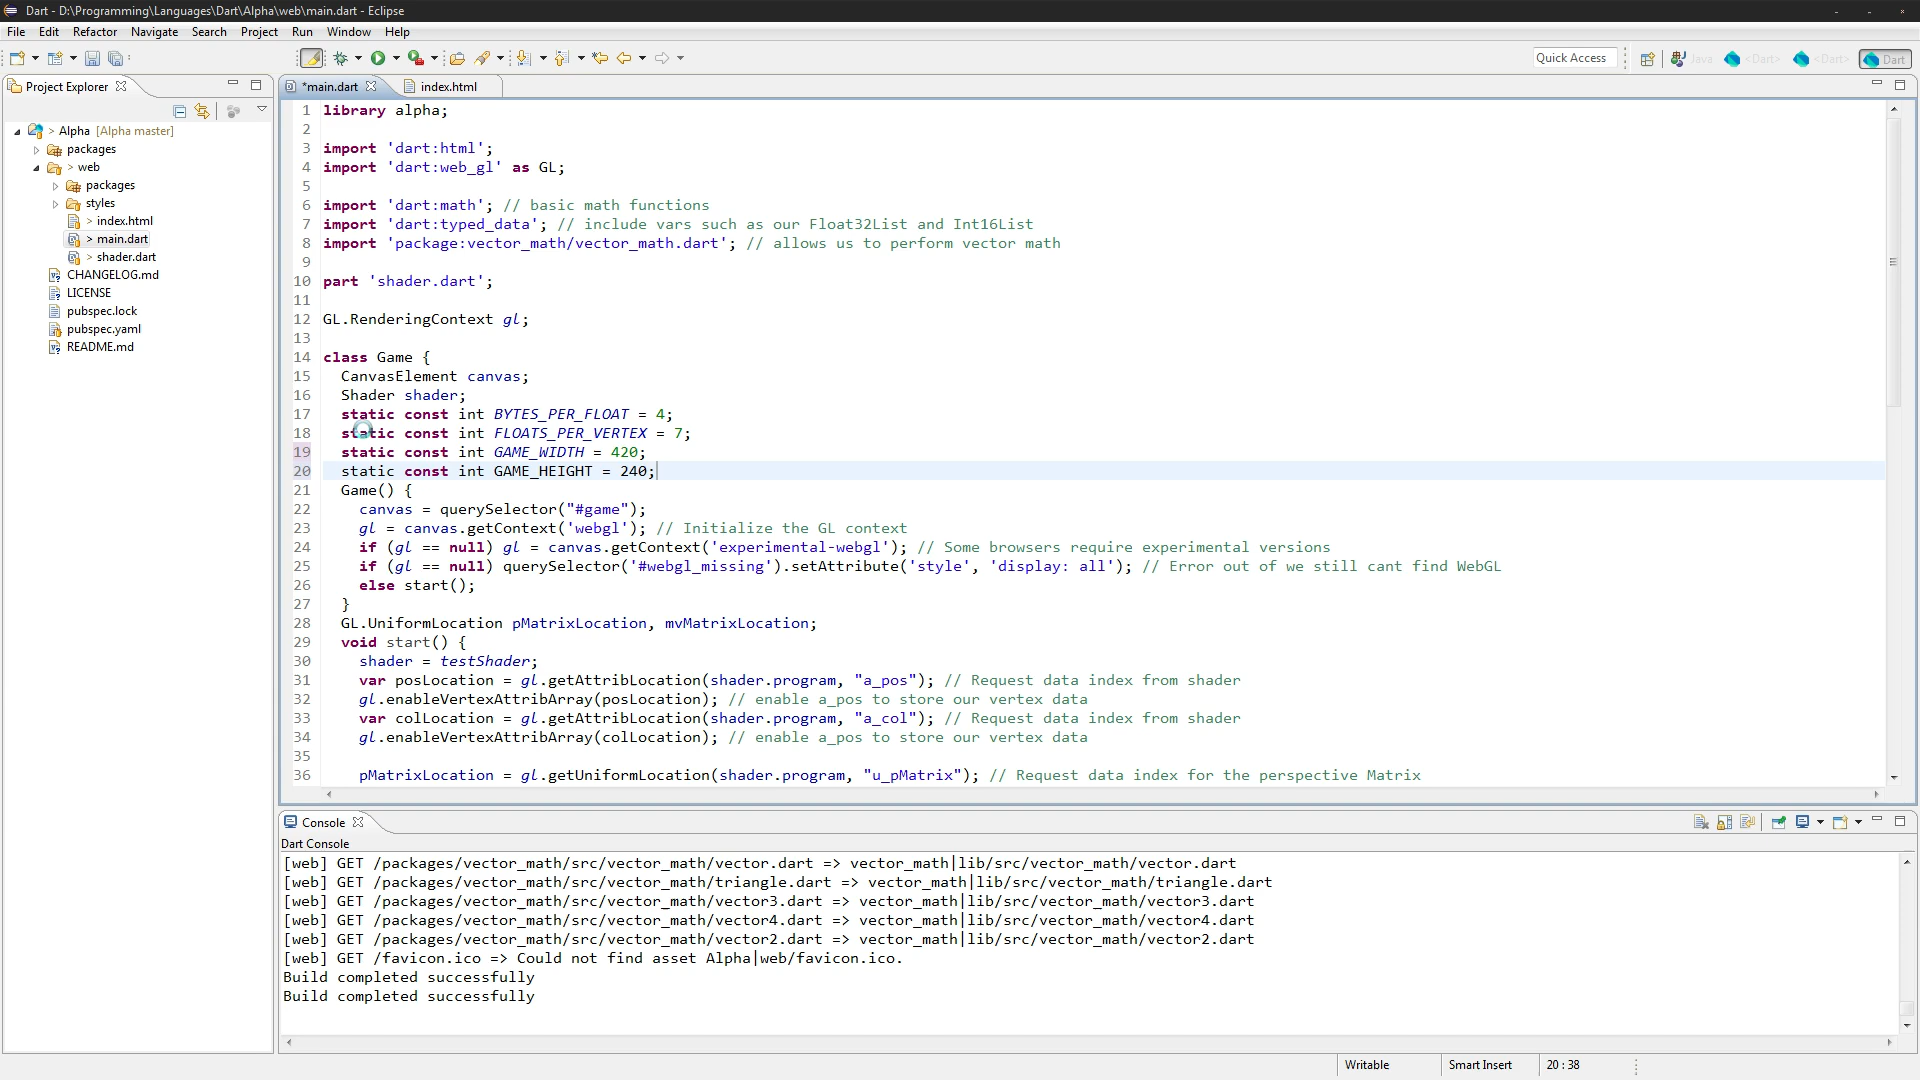 Dart - D:\Programming\Languages\Dart\Alpha\web\main.dart - Eclipse
File Edit Refactor Navigate Search Project Run Window Help
Quick Access Java <Dart> <Dart> Dart
Project Explorer
*main.dart index.html
Alpha [Alpha master]
packages
> web
packages
styles
> index.html
> main.dart
> shader.dart
CHANGELOG.md
LICENSE
pubspec.lock
pubspec.yaml
README.md
1 library alpha;
2
3 import 'dart:html';
4 import 'dart:web_gl' as GL;
5
6 import 'dart:math'; // basic math functions
7 import 'dart:typed_data'; // include vars such as our Float32List and Int16List
8 import 'package:vector_math/vector_math.dart'; // allows us to perform vector math
9
10 part 'shader.dart';
11
12 GL.RenderingContext gl;
13
14 class Game {
15 CanvasElement canvas;
16 Shader shader;
17 static const int BYTES_PER_FLOAT = 4;
18 static const int FLOATS_PER_VERTEX = 7;
19 static const int GAME_WIDTH = 420;
20 static const int GAME_HEIGHT = 240;
21 Game() {
22 canvas = querySelector("#game");
23 gl = canvas.getContext('webgl'); // Initialize the GL context
24 if (gl == null) gl = canvas.getContext('experimental-webgl'); // Some browsers require experimental versions
25 if (gl == null) querySelector('#webgl_missing').setAttribute('style', 'display: all'); // Error out of we still cant find WebGL
26 else start();
27 }
28 GL.UniformLocation pMatrixLocation, mvMatrixLocation;
29 void start() {
30 shader = testShader;
31 var posLocation = gl.getAttribLocation(shader.program, "a_pos"); // Request data index from shader
32 gl.enableVertexAttribArray(posLocation); // enable a_pos to store our vertex data
33 var colLocation = gl.getAttribLocation(shader.program, "a_col"); // Request data index from shader
34 gl.enableVertexAttribArray(colLocation); // enable a_pos to store our vertex data
35
36 pMatrixLocation = gl.getUniformLocation(shader.program, "u_pMatrix"); // Request data index for the perspective Matrix
Console
Dart Console
[web] GET /packages/vector_math/src/vector_math/vector.dart => vector_math|lib/src/vector_math/vector.dart
[web] GET /packages/vector_math/src/vector_math/triangle.dart => vector_math|lib/src/vector_math/triangle.dart
[web] GET /packages/vector_math/src/vector_math/vector3.dart => vector_math|lib/src/vector_math/vector3.dart
[web] GET /packages/vector_math/src/vector_math/vector4.dart => vector_math|lib/src/vector_math/vector4.dart
[web] GET /packages/vector_math/src/vector_math/vector2.dart => vector_math|lib/src/vector_math/vector2.dart
[web] GET /favicon.ico => Could not find asset Alpha|web/favicon.ico.
Build completed successfully
Build completed successfully
Writable Smart Insert 20 : 38